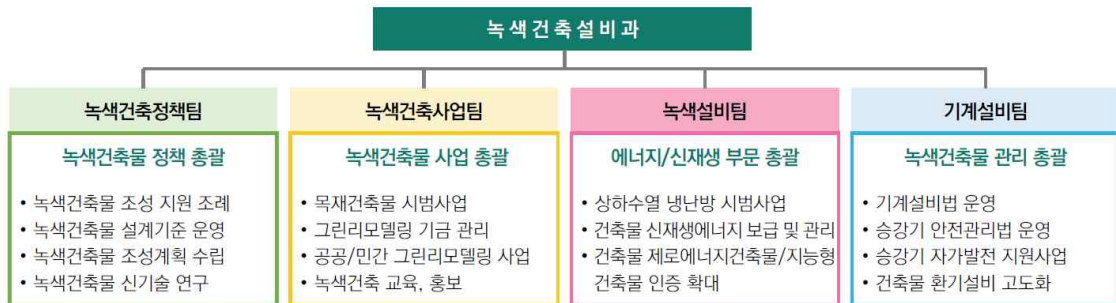 녹색건축설비과
녹색건축정책팀
녹색건축물 정책 총괄
• 녹색건축물 조성 지원 조례
• 녹색건축물 설계기준 운영
• 녹색건축물 조성계획 수립
• 녹색건축물 신기술 연구
녹색건축사업팀
녹색건축물 사업 총괄
• 목재건축물 시범사업
• 그린리모델링 기금 관리
• 공공/민간 그린리모델링 사업
• 녹색건축 교육, 홍보
녹색설비팀
에너지/신재생 부문 총괄
• 상하수열 냉난방 시범사업
• 건축물 신재생에너지 보급 및 관리
• 건축물 제로에너지건축물/지능형
건축물 인증 확대
기계설비팀
녹색건축물 관리 총괄
• 기계설비법 운영
• 승강기 안전관리법 운영
• 승강기 자가발전 지원사업
• 건축물 환기설비 고도화